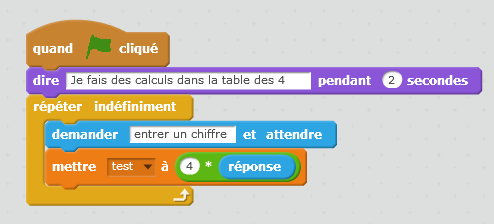 quand cliqué
dire Je fais des calculs dans la table des 4 pendant 2 secondes
répéter indéfiniment
demander entrer un chiffre et attendre
mettre test à 4 * réponse